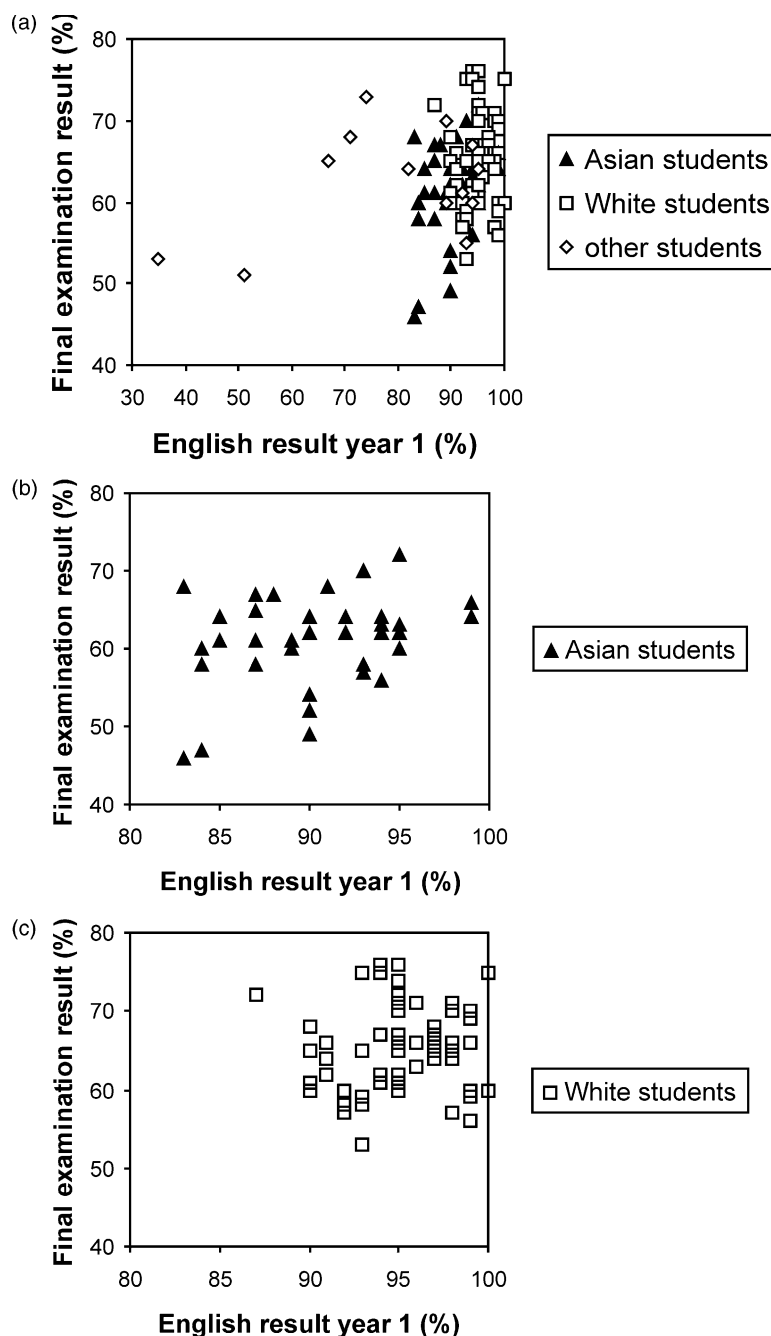 (a)
Final examination result (%)
80
70
60
50
40
30 40 50 60 70 80 90 100
English result year 1 (%)
Asian students
White students
other students
(b)
Final examination result (%)
80
70
60
50
40
80 85 90 95 100
English result year 1 (%)
Asian students
(c)
Final examination result (%)
80
70
60
50
40
80 85 90 95 100
English result year 1 (%)
White students